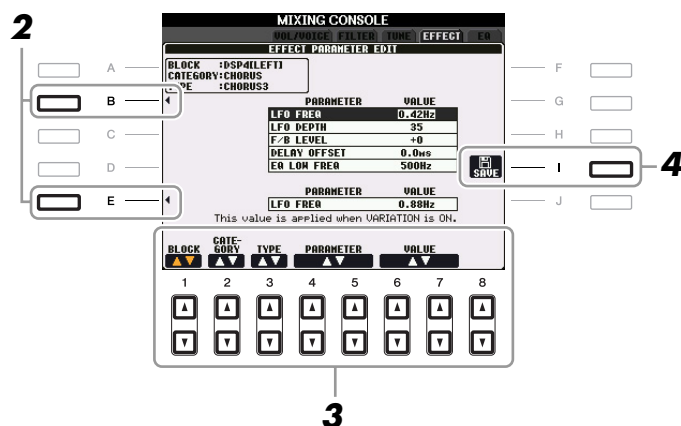 2
MIXING CONSOLE
VOL/VOICE FILTER TUNE EFFECT EQ
EFFECT PARAMETER EDIT
BLOCK :DSP4[LEFT]
CATEGORY:CHORUS
TYPE :CHORUS3
A
F
B
G
PARAMETER VALUE
LFO FREQ 0.42Hz
LFO DEPTH 35
F/B LEVEL +0
DELAY OFFSET 0.0ms
EQ LOW FREQ 500Hz
C
H
D
SAVE
I
4
E
J
PARAMETER VALUE
LFO FREQ 0.88Hz
This value is applied when VARIATION is ON.
BLOCK CATE-GORY TYPE PARAMETER VALUE
1 2 3 4 5 6 7 8
3